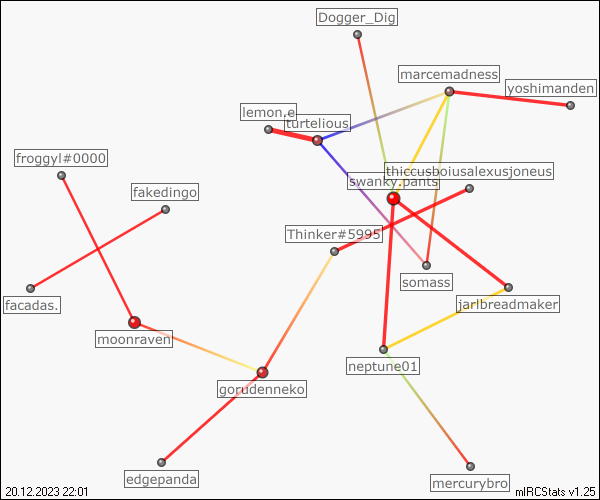 Dogger_Dig
marcemadness
yoshimanden
lemon.e
turtelious
froggyl#0000
thiccusboiusalexusjoneus
swanky.pants
fakedingo
Thinker#5995
somass
facadas.
jarlbreadmaker
moonraven
neptune01
gorudenneko
edgepanda
mercurybro
20.12.2023 22:01
mIRCStats v1.25